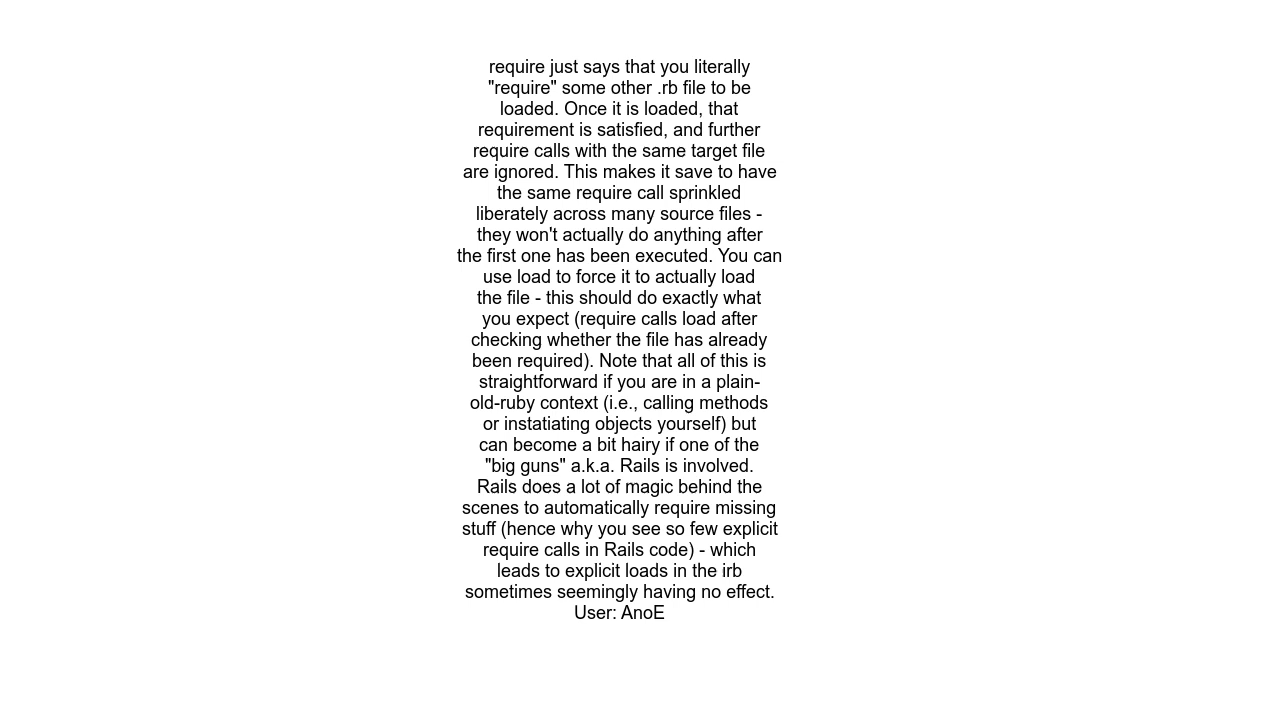 require just says that you literally
"require" some other .rb file to be
loaded. Once it is loaded, that
requirement is satisfied, and further
require calls with the same target file
are ignored. This makes it save to have
the same require call sprinkled
liberately across many source files -
they won't actually do anything after
the first one has been executed. You can
use load to force it to actually load
the file - this should do exactly what
you expect (require calls load after
checking whether the file has already
been required). Note that all of this is
straightforward if you are in a plain-
old-ruby context (i.e., calling methods
or instatiating objects yourself) but
can become a bit hairy if one of the
"big guns" a.k.a. Rails is involved.
Rails does a lot of magic behind the
scenes to automatically require missing
stuff (hence why you see so few explicit
require calls in Rails code) - which
leads to explicit loads in the irb
sometimes seemingly having no effect.
User: AnoE